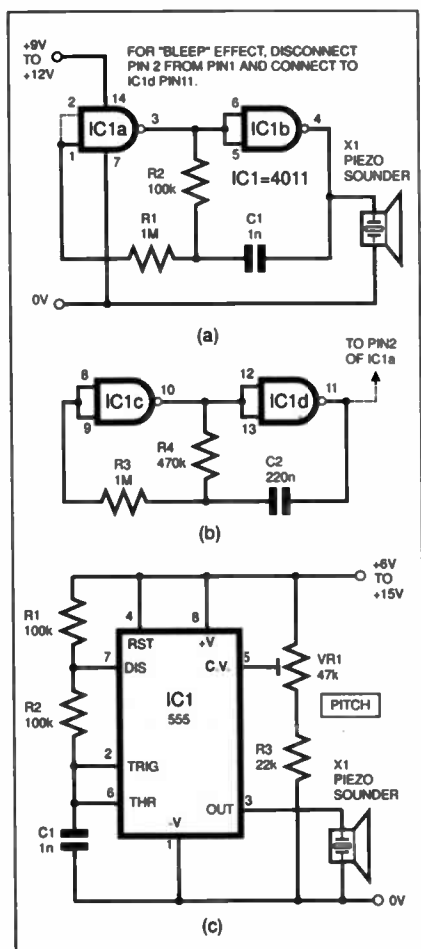 +9V
TO
+12V
FOR "BLEEP" EFFECT, DISCONNECT
PIN 2 FROM PIN1 AND CONNECT TO
IC1d PIN11.
2
14
1
IC1a
3
7
6
5
IC1b
4
IC1=4011
X1
PIEZO
SOUNDER
R2
100k
R1
1M
C1
1n
0V
(a)
TO PIN2
OF IC1a
8
9
IC1c
10
12
13
IC1d
11
R4
470k
R3
1M
C2
220n
(b)
+6V
TO
+15V
R1
100k
4
RST
8
+V
7
DIS
C.V.
5
VR1
47k
IC1
555
PITCH
R2
100k
2
TRIG
6
THR
R3
22k
X1
PIEZO
SOUNDER
OUT
3
C1
1n
-V
1
0V
(c)